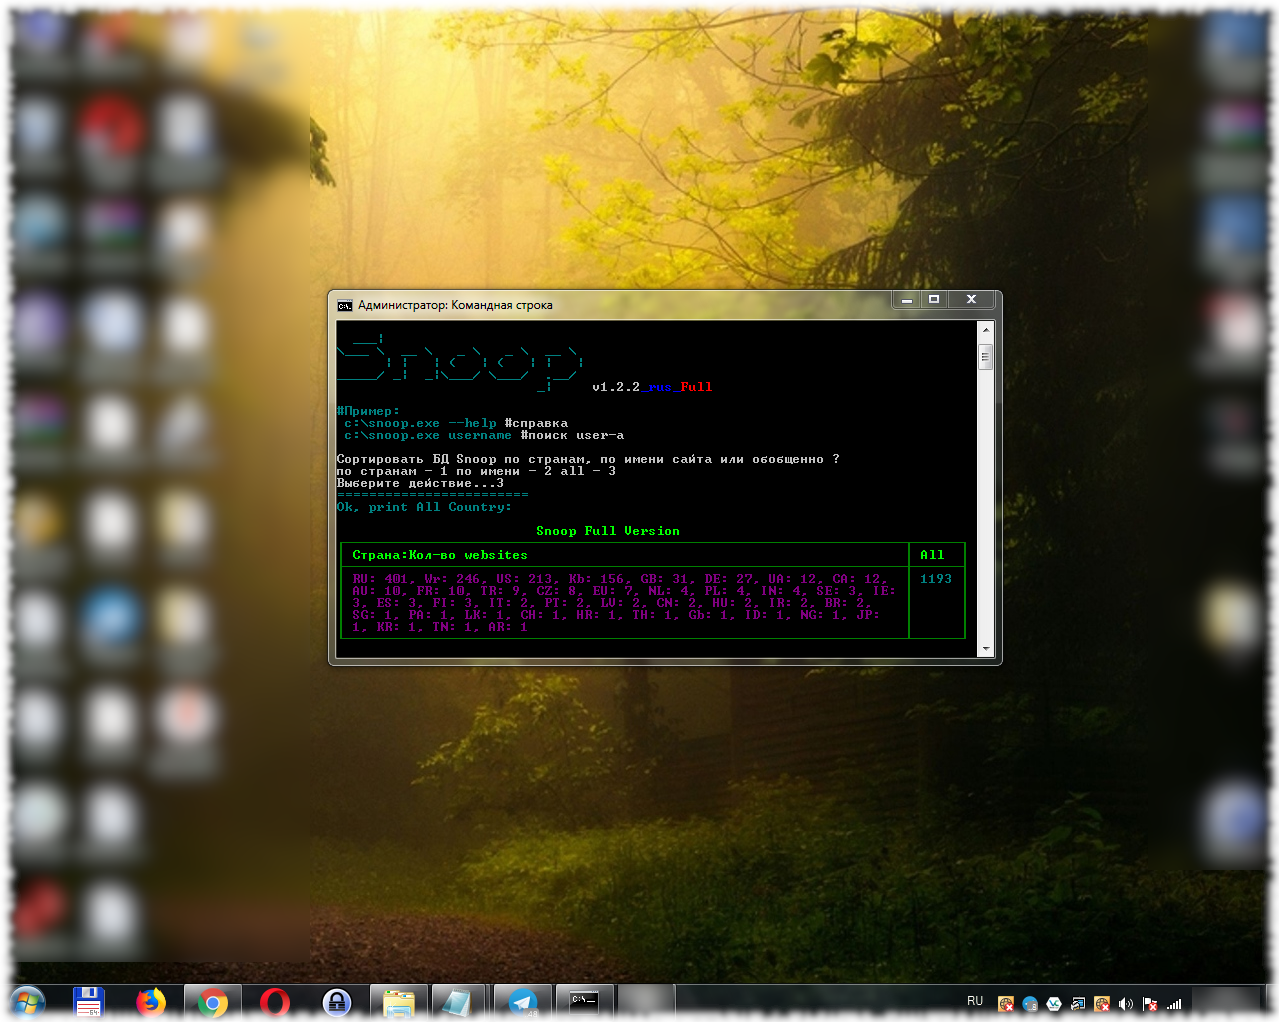 Администратор: Командная строка
Snoop
v1.2.2_rus_Full
#Пример:
c:\snoop.exe --help #справка
c:\snoop.exe username #поиск user-а
Сортировать БД Snoop по странам, по имени сайта или обобщенно ?
по странам - 1 по имени - 2 all - 3
Выберите действие...3
========================
Ok, print All Country:
Snoop Full Version
Страна:Кол-во websites All
RU: 401, Wr: 246, US: 213, Kb: 156, GB: 31, DE: 27, UA: 12, CA: 12, 1193
AU: 10, FR: 10, TR: 9, CZ: 8, EU: 7, NL: 4, PL: 4, IN: 4, SE: 3, IE:
3, ES: 3, FI: 3, IT: 2, PT: 2, LV: 2, CN: 2, HU: 2, IR: 2, BR: 2,
SG: 1, PA: 1, LK: 1, CH: 1, HR: 1, TH: 1, Gb: 1, ID: 1, NG: 1, JP:
1, KR: 1, TN: 1, AR: 1
RU